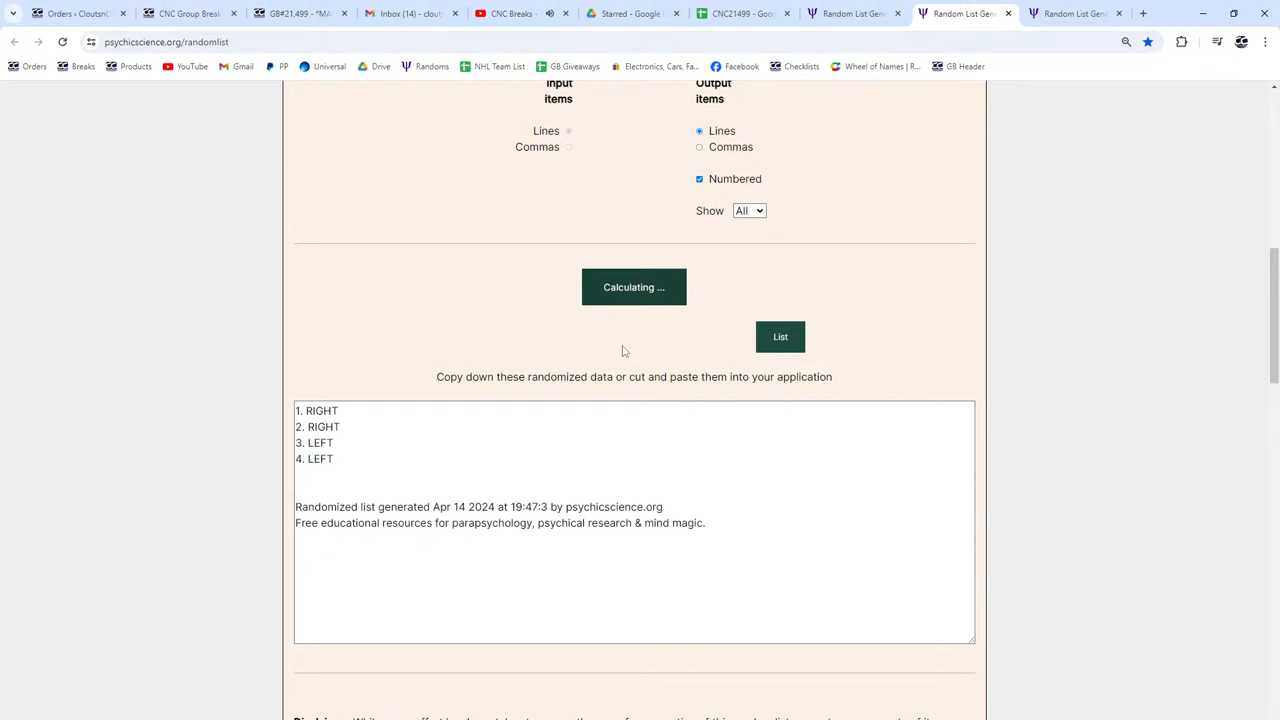 Orders ‹ CloutsnC
CNC Group Break
GB#21,499 - *MA
Inbox (14) - clout
CNC Breaks -
Starred - Google
CNC21499 - Goo
Random List Gene
Random List Gene
Random List Gene
psychicscience.org/randomlist
Orders
Breaks
Products
YouTube
Gmail
PP
Universal
Drive
Randoms
NHL Team List
GB Giveaways
Electronics, Cars, Fa...
Facebook
Checklists
Wheel of Names | R...
GB Header
Input
items
Output
items
Lines
Commas
Lines
Commas
Numbered
Show All
Calculating ...
List
Copy down these randomized data or cut and paste them into your application
1. RIGHT
2. RIGHT
3. LEFT
4. LEFT
Randomized list generated Apr 14 2024 at 19:47:3 by psychicscience.org
Free educational resources for parapsychology, psychical research & mind magic.